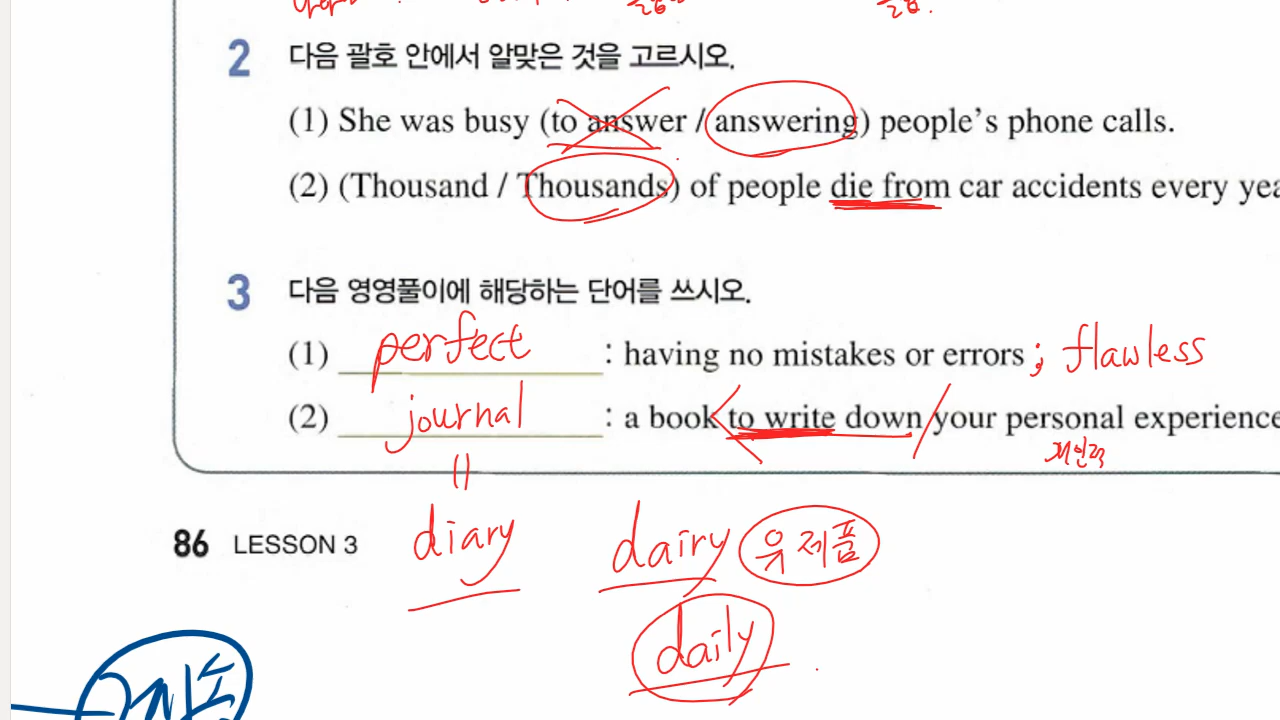 2 다음 괄호 안에서 알맞은 것을 고르시오.
(1) She was busy (to answer / answering) people's phone calls.
(2) (Thousand / Thousands) of people die from car accidents every yea
3 다음 영영풀이에 해당하는 단어를 쓰시오.
(1) perfect : having no mistakes or errors ; flawless
(2) journal : a book to write down / your personal experience
개인적
=
diary dairy 유제품
86 LESSON 3
daily